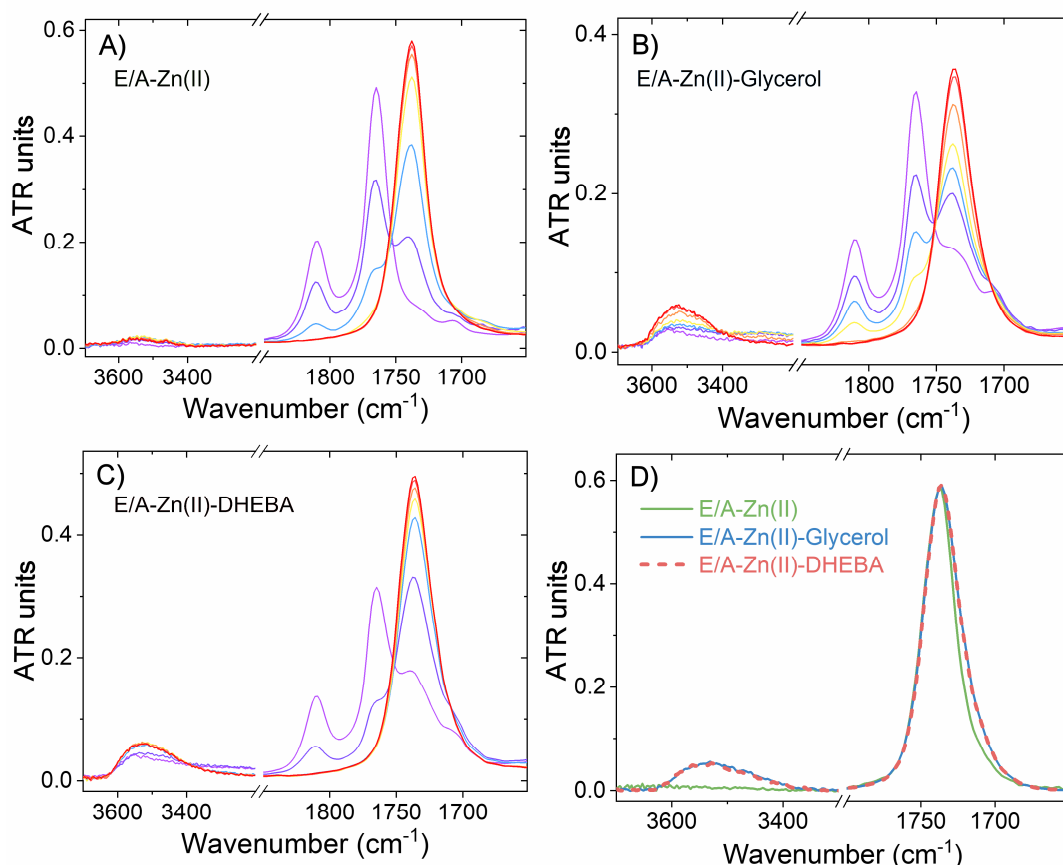 A)
E/A-Zn(II)
ATR units
0.6
0.4
0.2
0.0
3600 3400 1800 1700
Wavenumber (cm⁻¹)
B)
E/A-Zn(II)-Glycerol
ATR units
0.4
0.2
0.0
3600 3400 1800 1700
Wavenumber (cm⁻¹)
C)
E/A-Zn(II)-DHEBA
ATR units
0.4
0.2
0.0
3600 3400 1800 1700
Wavenumber (cm⁻¹)
D)
E/A-Zn(II)
E/A-Zn(II)-Glycerol
E/A-Zn(II)-DHEBA
ATR units
0.6
0.4
0.2
0.0
3600 3400 1750 1700
Wavenumber (cm⁻¹)